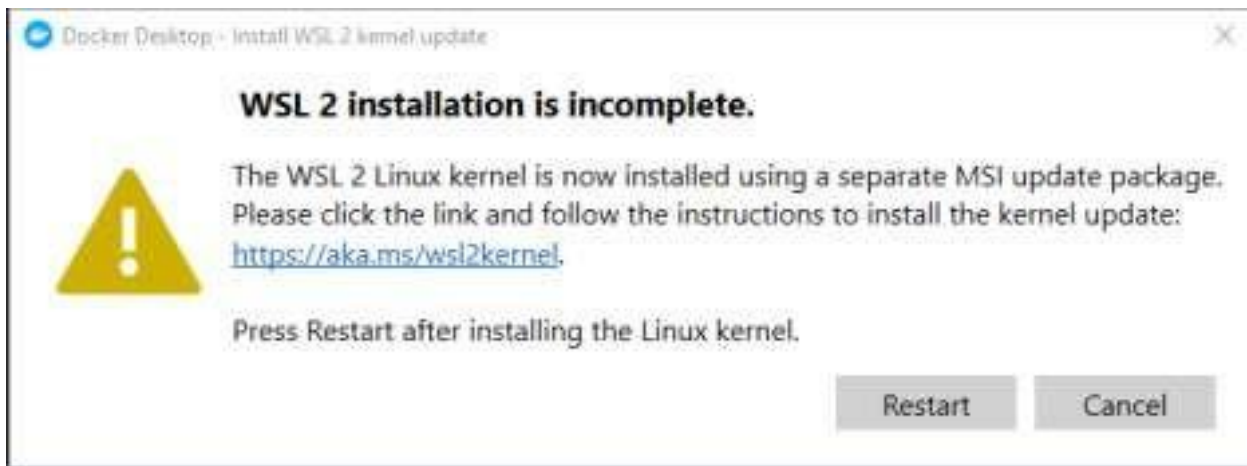 Docker Desktop - Install WSL 2 kernel update
WSL 2 installation is incomplete.
The WSL 2 Linux kernel is now installed using a separate MSI update package.
Please click the link and follow the instructions to install the kernel update:
https://aka.ms/wsl2kernel.
Press Restart after installing the Linux kernel.
Restart Cancel